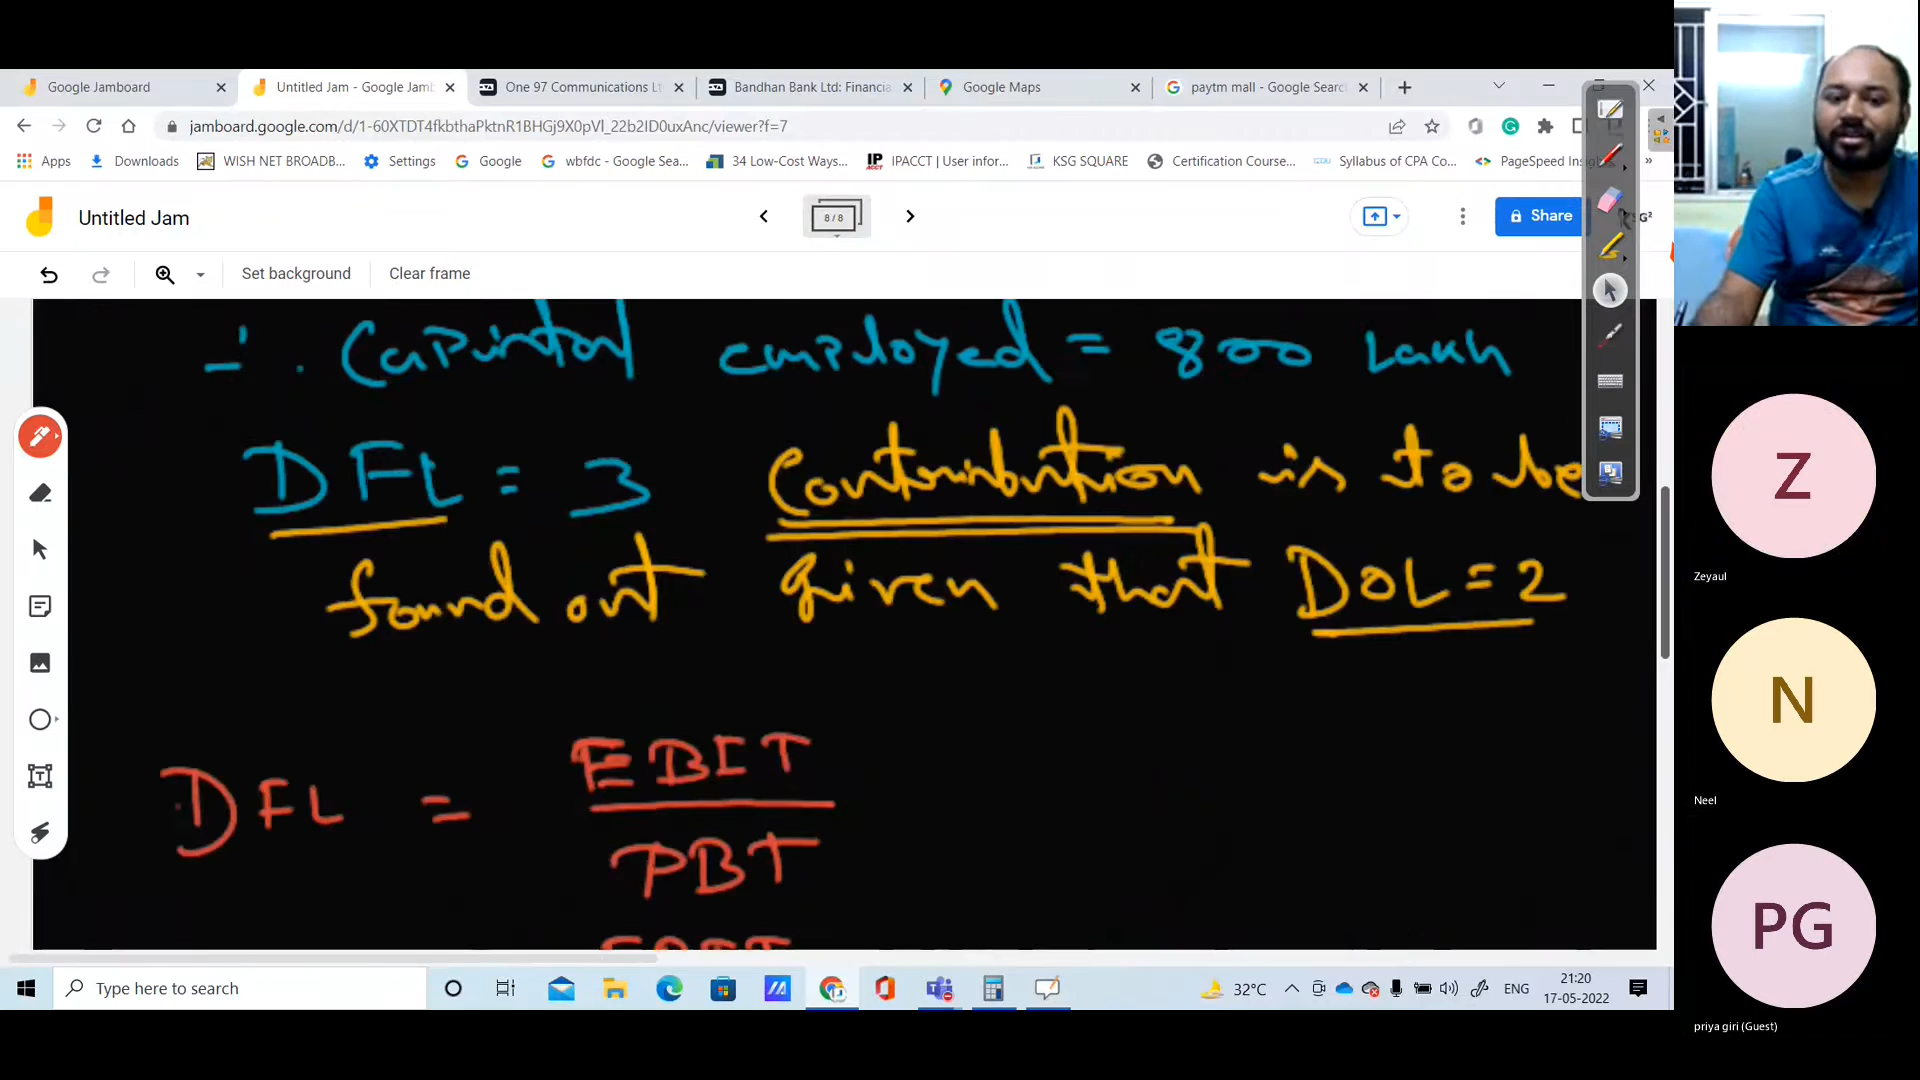 Google Jamboard
Untitled Jam - Google Jamb
One 97 Communications Lt
Bandhan Bank Ltd: Financia
Google Maps
paytm mall - Google Searc
jamboard.google.com/d/1-60XTDT4fkbthaPktnR1BHGj9X0pVl_22b2ID0uxAnc/viewer?f=7
Apps
Downloads
WISH NET BROADB...
Settings
Google
wbfdc - Google Sea...
34 Low-Cost Ways...
IPACCT | User infor...
KSG SQUARE
Certification Course...
Syllabus of CPA Co...
PageSpeed Insig
Untitled Jam
8 / 8
Share
Set background
Clear frame
∴ Capintal employed = 800 Lakh
DFL = 3 Contribution is to be
found out given that DOL = 2
DFL = EBIT
PBT
Z
Zeyaul
N
Neel
PG
priya giri (Guest)
Type here to search
32°C
ENG
21:20
17-05-2022